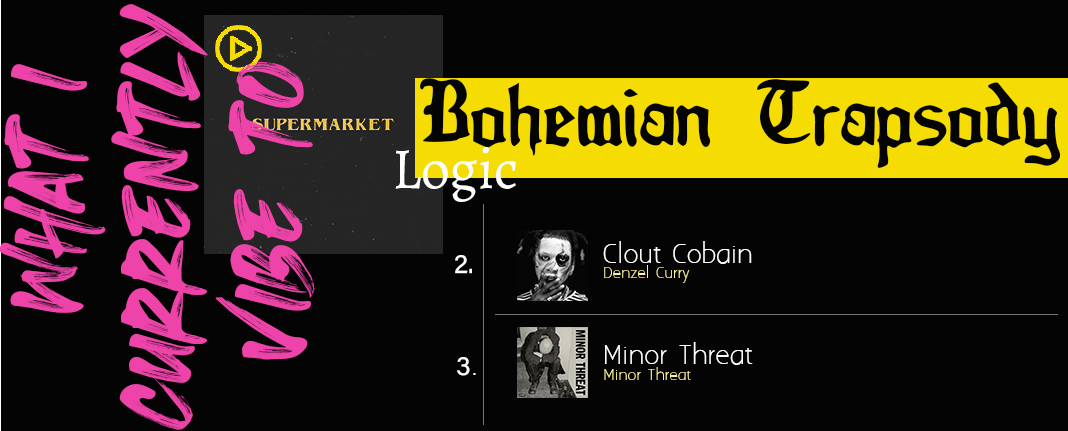 WHAT I
CURRENTLY
VIBE TO
SUPERMARKET
Bohemian Trapsody
Logic
2.
Clout Cobain
Denzel Curry
3.
MINOR THREAT
Minor Threat
Minor Threat